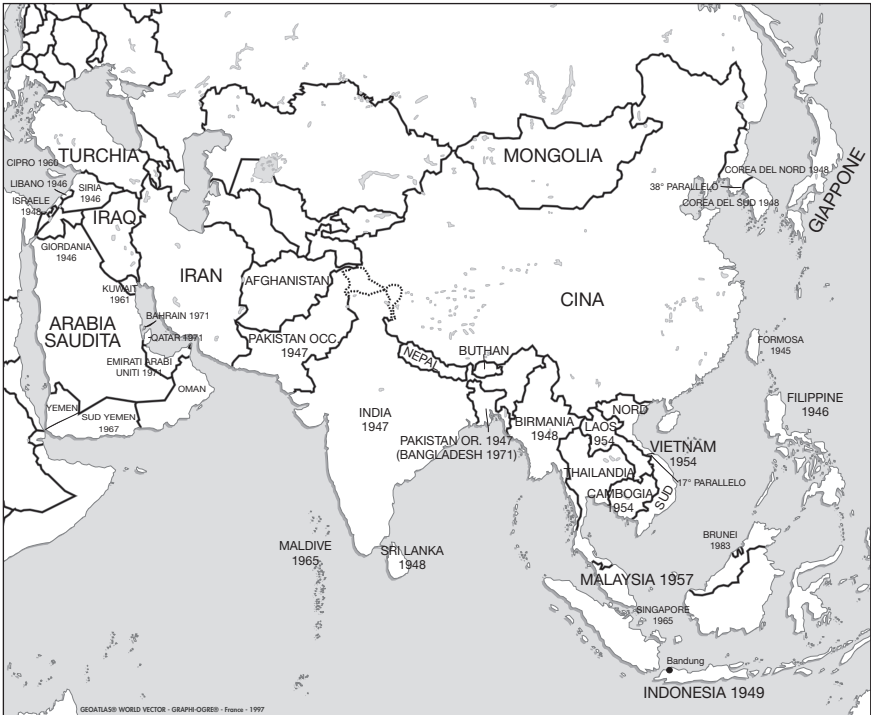 MONGOLIA
CIPRO 1960
TURCHIA
COREA DEL NORD 1948
LIBANO 1946
SIRIA
1946
38° PARALLELO
ISRAELE
1948
COREA DEL SUD 1948
GIAPPONE
IRAQ
GIORDANIA
1946
IRAN
AFGHANISTAN
KUWAIT
1961
CINA
ARABIA
SAUDITA
BAHRAIN 1971
QATAR 1971
PAKISTAN OCC.
1947
FORMOSA
1945
NEPAL
BUTHAN
EMIRATI ARABI
UNITI 1971
OMAN
FILIPPINE
1946
YEMEN
SUD YEMEN
1967
INDIA
1947
NORD
BIRMANIA
1948
LAOS
1954
PAKISTAN OR. 1947
(BANGLADESH 1971)
VIETNAM
1954
THAILANDIA
17° PARALLELO
CAMBOGIA
1954
SUD
BRUNEI
1983
MALDIVE
1965
SRI LANKA
1948
MALAYSIA 1957
SINGAPORE
1965
Bandung
INDONESIA 1949
GEOATLAS® WORLD VECTOR - GRAPHI-OGRE® - France - 1997